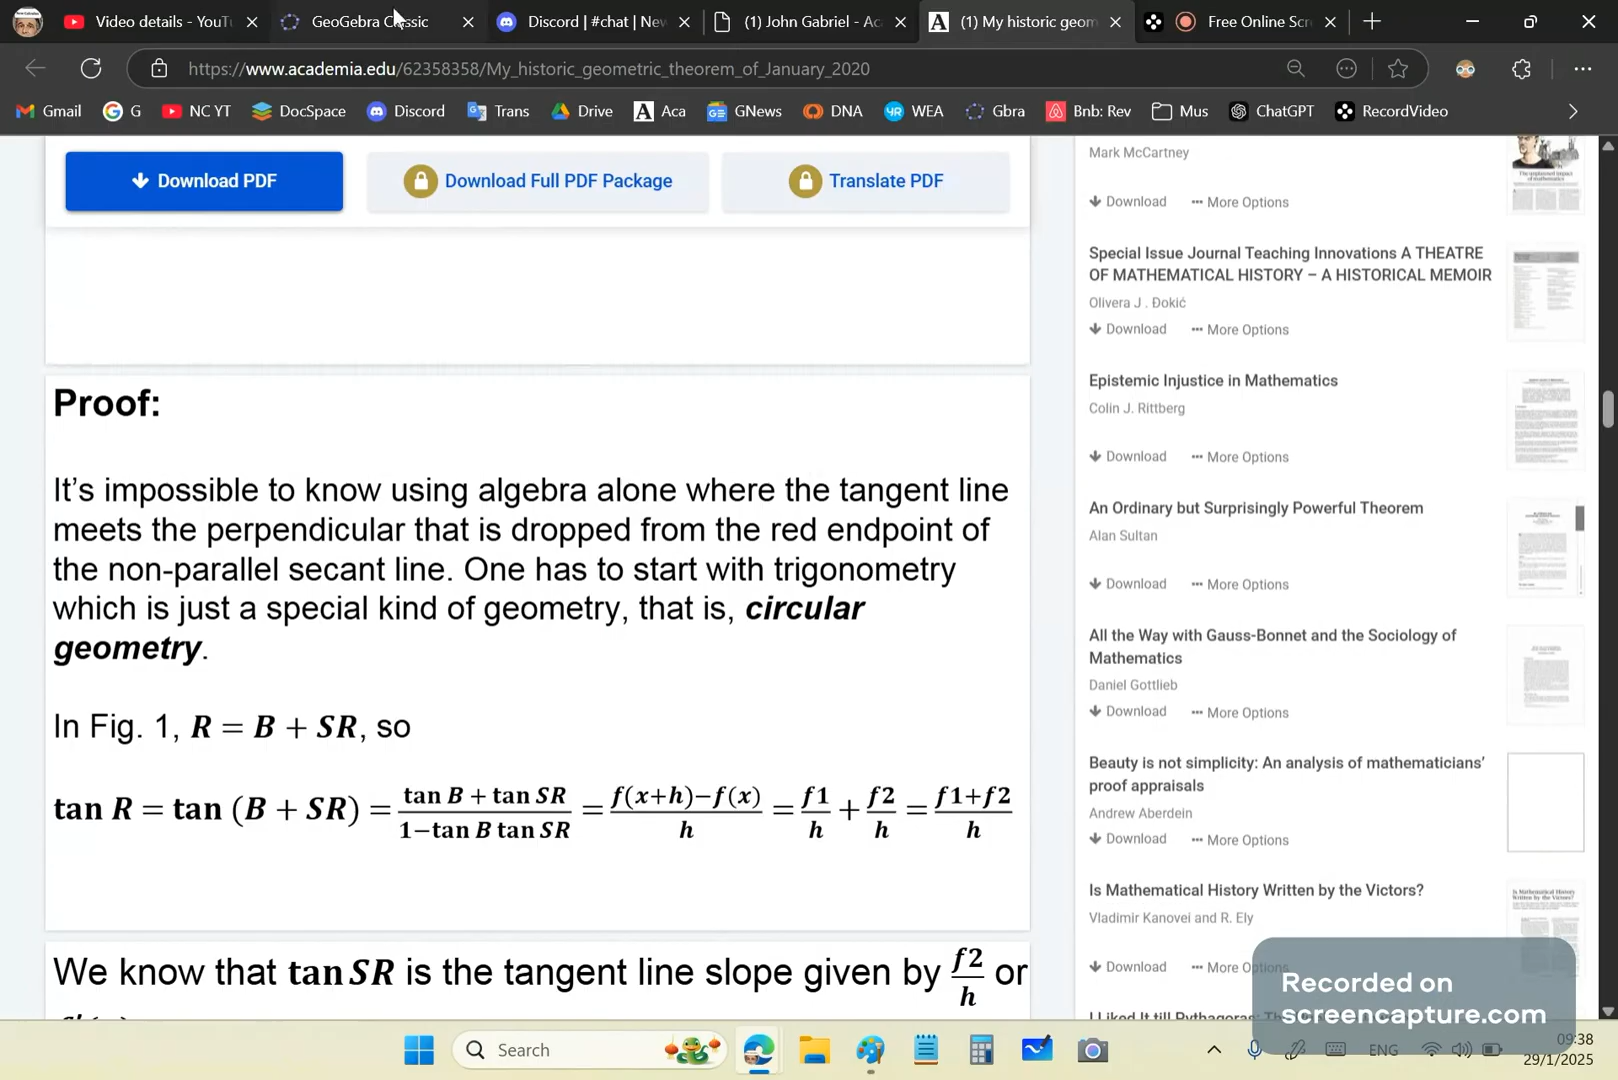 Video details - YouTu
GeoGebra Classic
Discord | #chat | New
(1) John Gabriel - Aca
(1) My historic geom
Free Online Scr
https://www.academia.edu/62358358/My_historic_geometric_theorem_of_January_2020
Gmail
G
NC YT
DocSpace
Discord
Trans
Drive
Aca
GNews
DNA
WEA
Gbra
Bnb: Rev
Mus
ChatGPT
RecordVideo
Download PDF
Download Full PDF Package
Translate PDF
Proof:
It’s impossible to know using algebra alone where the tangent line
meets the perpendicular that is dropped from the red endpoint of
the non-parallel secant line. One has to start with trigonometry
which is just a special kind of geometry, that is, circular
geometry.
In Fig. 1, R = B + SR, so
tan R = tan (B + SR) = (tan B + tan SR)/(1−tan B tan SR) = (f(x+h)−f(x))/h = f1/h + f2/h = (f1+f2)/h
We know that tan SR is the tangent line slope given by f2/h or
Mark McCartney
Download
More Options
Special Issue Journal Teaching Innovations A THEATRE
OF MATHEMATICAL HISTORY – A HISTORICAL MEMOIR
Olivera J . Đokić
Download
More Options
Epistemic Injustice in Mathematics
Colin J. Rittberg
Download
More Options
An Ordinary but Surprisingly Powerful Theorem
Alan Sultan
Download
More Options
All the Way with Gauss-Bonnet and the Sociology of
Mathematics
Daniel Gottlieb
Download
More Options
Beauty is not simplicity: An analysis of mathematicians’
proof appraisals
Andrew Aberdein
Download
More Options
Is Mathematical History Written by the Victors?
Vladimir Kanovei and R. Ely
Download
More Options
I Liked It till Pythagoras: Th
Recorded on
screencapture.com
Search
ENG
09:38
29/1/2025